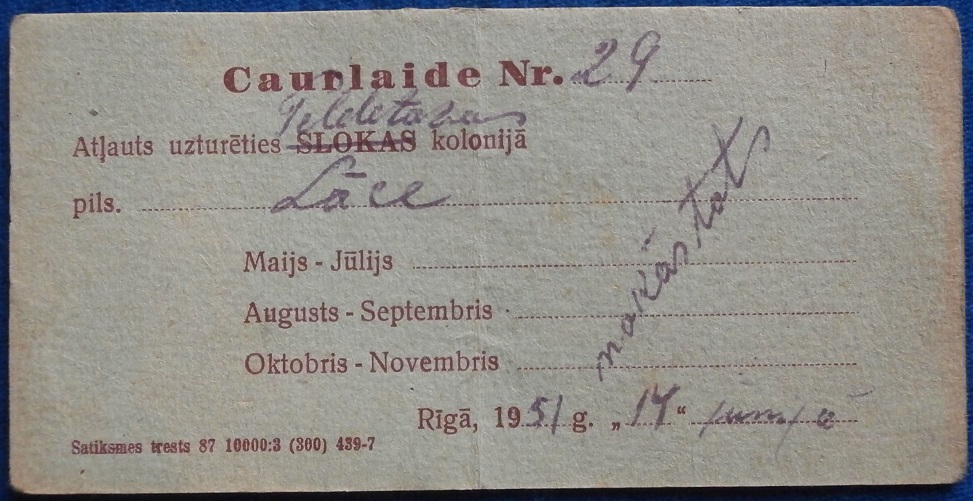 Caurlaide Nr. 29
Atļauts uzturēties SLOKAS kolonijā
pils. Lāce
Maijs - Jūlijs
Augusts - Septembris
Oktobris - Novembris
Rīgā, 1951 g. „14“
Satiksmes trests 87 10000:3 (300) 439-7